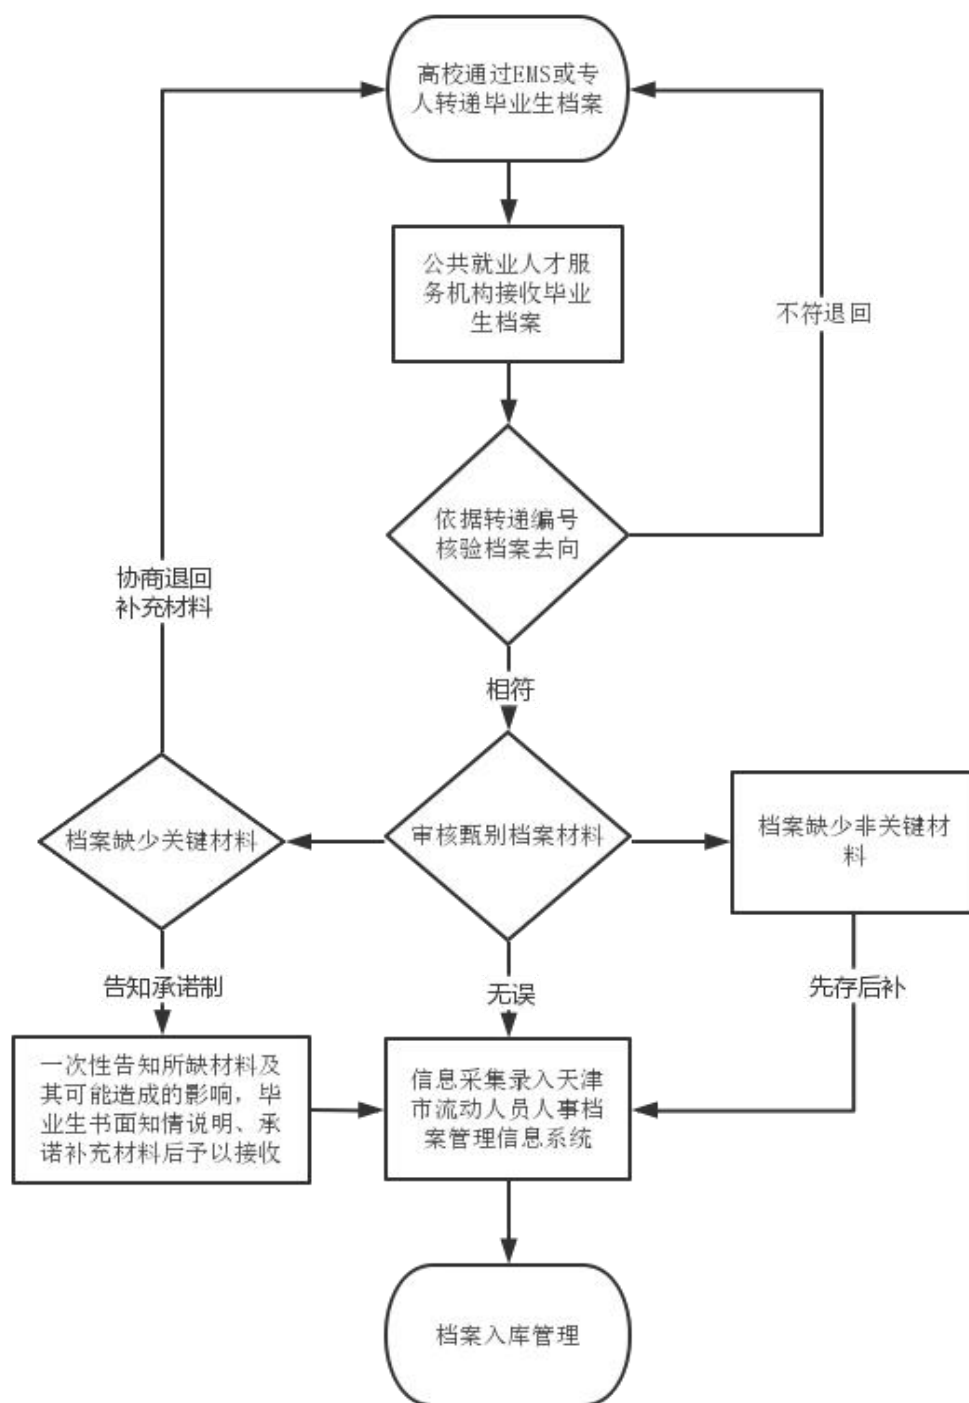 高校通过EMS或专
人转递毕业生档案
公共就业人才服
务机构接收毕业
生档案
不符退回
依据转递编号
核验档案去向
协商退回
补充材料
相符
档案缺少关键材料
审核甄别档案材料
档案缺少非关键材
料
告知承诺制
无误
先存后补
一次性告知所缺材料及
其可能造成的影响，毕
业生书面知情说明、承
诺补充材料后予以接收
信息采集录入天津
市流动人员人事档
案管理信息系统
档案入库管理